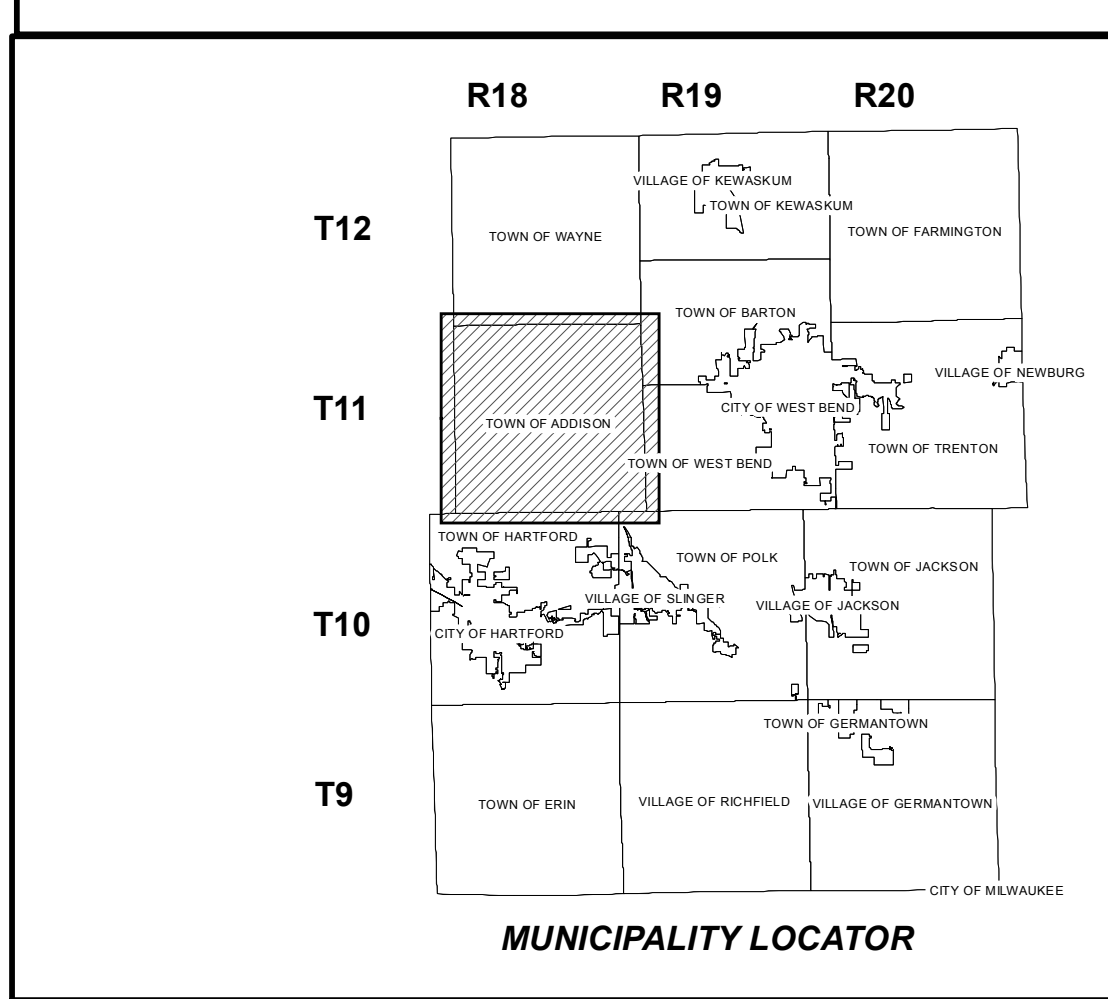 R18 R19 R20
VILLAGE OF KEWASKUM
TOWN OF KEWASKUM
T12
TOWN OF WAYNE
TOWN OF FARMINGTON
TOWN OF BARTON
VILLAGE OF NEWBURG
T11
CITY OF WEST BEND
TOWN OF ADDISON
TOWN OF TRENTON
TOWN OF WEST BEND
TOWN OF HARTFORD
TOWN OF POLK
TOWN OF JACKSON
VILLAGE OF SLINGER
VILLAGE OF JACKSON
T10
CITY OF HARTFORD
TOWN OF GERMANTOWN
T9
TOWN OF ERIN
VILLAGE OF RICHFIELD
VILLAGE OF GERMANTOWN
CITY OF MILWAUKEE
MUNICIPALITY LOCATOR